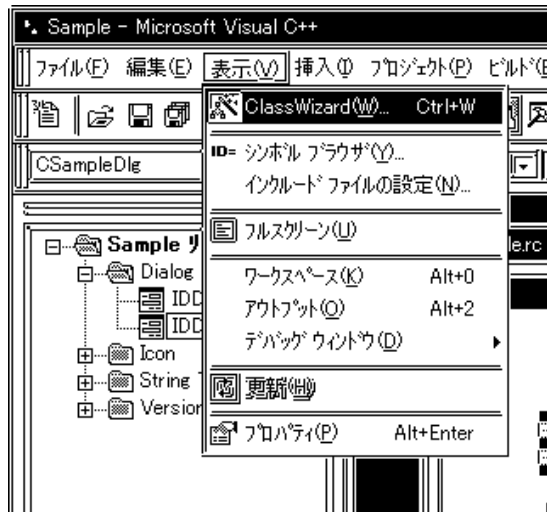 Sample - Microsoft Visual C++
ﾌｧｲﾙ(F) 編集(E) 表示(V) 挿入(I) ﾌﾟﾛｼﾞｪｸﾄ(P) ﾋﾞﾙﾄﾞ(B
CSampleDlg
ClassWizard(W)... Ctrl+W
ID= ｼﾝﾎﾞﾙ ﾌﾞﾗｳｻﾞ(Y)...
ｲﾝｸﾙｰﾄﾞ ﾌｧｲﾙの設定(N)...
ﾌﾙｽｸﾘｰﾝ(U)
ﾜｰｸｽﾍﾟｰｽ(K) Alt+0
ｱｳﾄﾌﾟｯﾄ(O) Alt+2
ﾃﾞﾊﾞｯｸﾞ ｳｨﾝﾄﾞｳ(D)
更新(H)
ﾌﾟﾛﾊﾟﾃｨ(P) Alt+Enter
Sample リ
Dialog
IDD
IDD
Icon
String
Version
le.rc